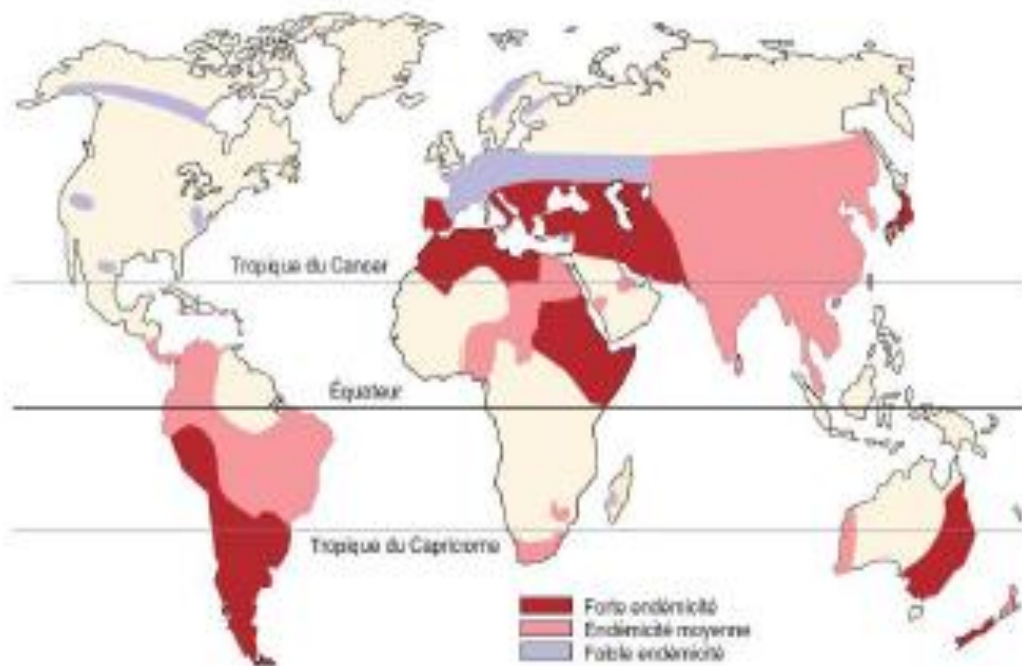 Tropique du Cancer
Équateur
Tropique du Capricorne
Forte endémicité
Endémicité moyenne
Faible endémicité